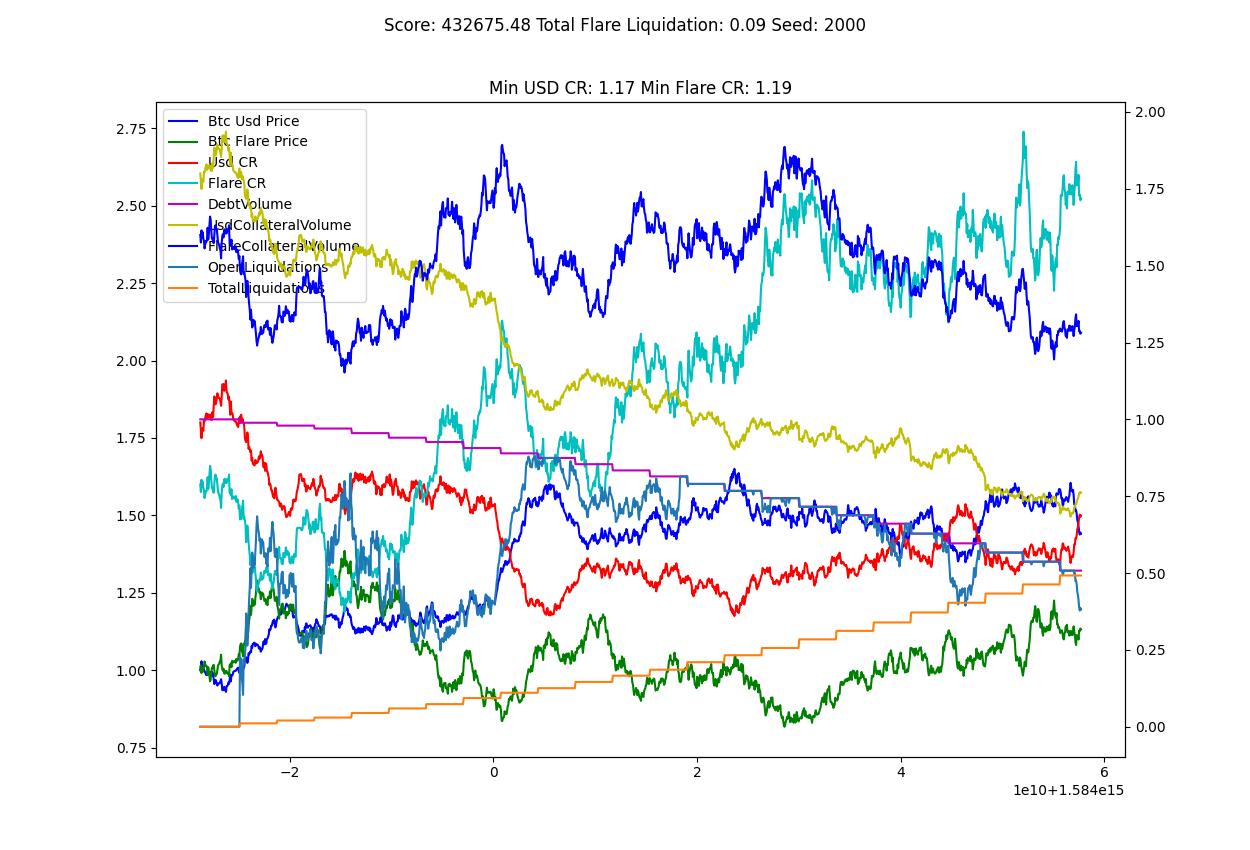 Score: 432675.48 Total Flare Liquidation: 0.09 Seed: 2000
Min USD CR: 1.17 Min Flare CR: 1.19
Btc Usd Price
Btc Flare Price
Usd CR
Flare CR
DebtVolume
UsdCollateralVolume
FlareCollateralVolume
OpenLiquidations
TotalLiquidations
2.75
2.50
2.25
2.00
1.75
1.50
1.25
1.00
0.75
2.00
1.75
1.50
1.25
1.00
0.75
0.50
0.25
0.00
−2
0
2
4
6
1e10+1.584e15